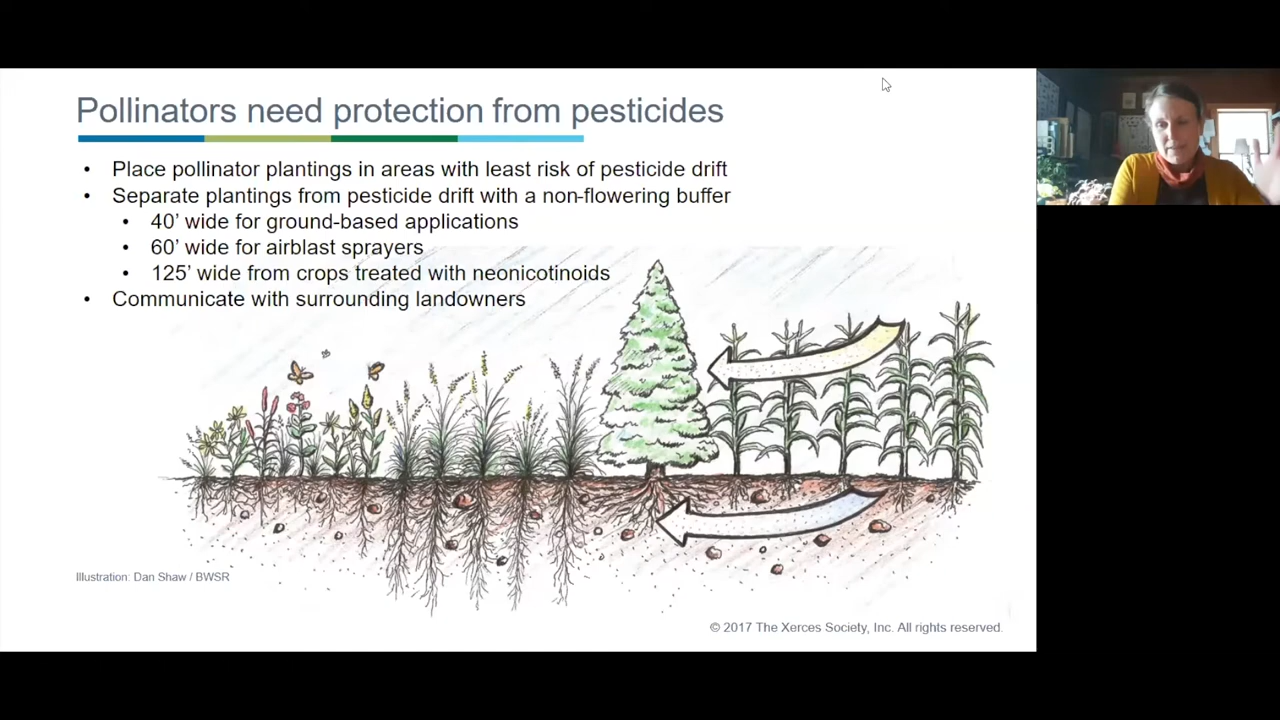 Pollinators need protection from pesticides
• Place pollinator plantings in areas with least risk of pesticide drift
• Separate plantings from pesticide drift with a non-flowering buffer
• 40’ wide for ground-based applications
• 60’ wide for airblast sprayers
• 125’ wide from crops treated with neonicotinoids
• Communicate with surrounding landowners
Illustration: Dan Shaw / BWSR
© 2017 The Xerces Society, Inc. All rights reserved.